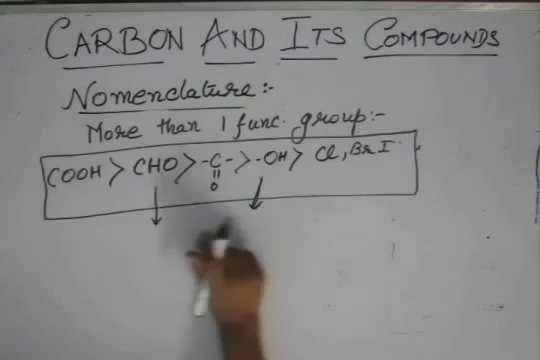 CARBON AND ITS COMPOUNDS
Nomenclature:-
More than 1 func. group:-
COOH > CHO > -C- > -OH > Cl, Br I
||
O